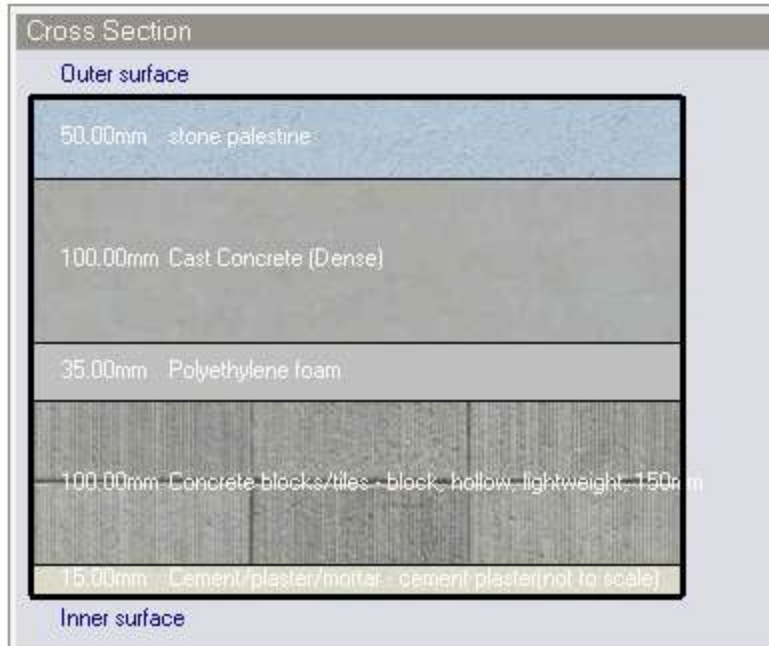 Cross Section
Outer surface
50.00mm stone palestine
100.00mm Cast Concrete (Dense)
35.00mm Polyethylene foam
100.00mm Concrete blocks/tiles - block, hollow, lightweight, 150mm
15.00mm Cement/plaster/mortar - cement plaster(not to scale)
Inner surface